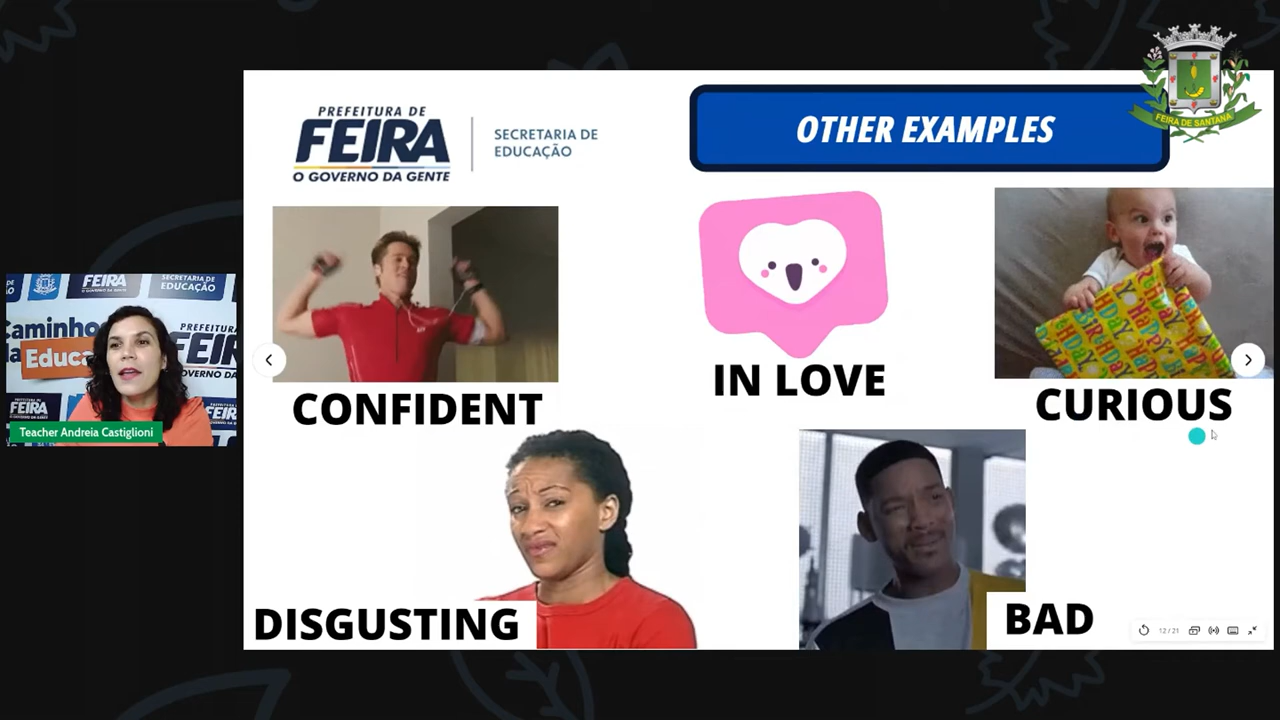 FEIRA DE SANTANA
PREFEITURA DE
FEIRA
O GOVERNO DA GENTE
SECRETARIA DE
EDUCAÇÃO
OTHER EXAMPLES
CONFIDENT
IN LOVE
CURIOUS
DISGUSTING
BAD
HAPPY
BIRTHDAY
FEIRA
SECRETARIA DE
EDUCAÇÃO
Caminho
Educa
PREFEITURA
FEIR
O GOVERNO DA
FEIRA
Teacher Andreia Castiglioni
12 / 21